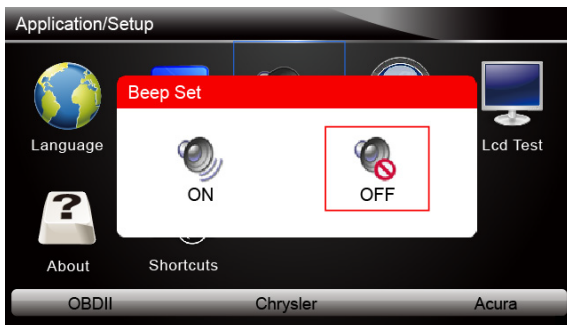 Application/Setup
Beep Set
Language
ON
OFF
Lcd Test
?
About
Shortcuts
OBDII
Chrysler
Acura